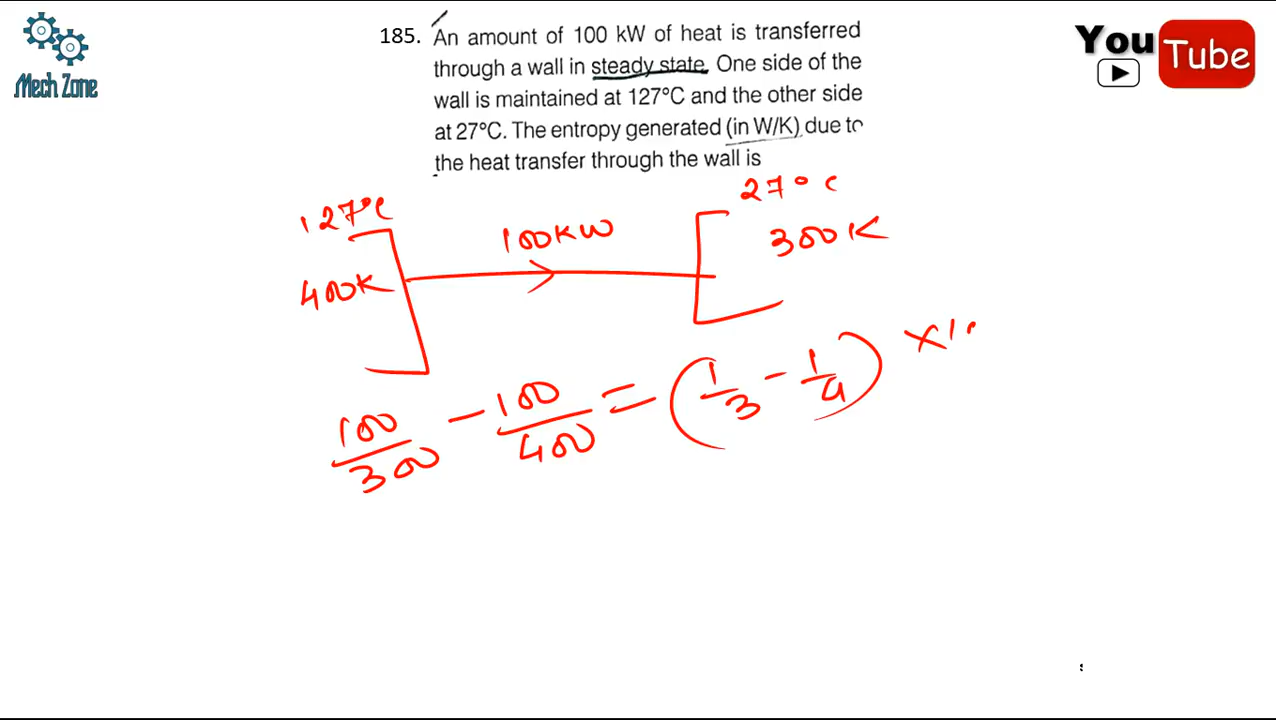 Mech Zone
You Tube
185. An amount of 100 kW of heat is transferred
through a wall in steady state. One side of the
wall is maintained at 127°C and the other side
at 27°C. The entropy generated (in W/K) due to
the heat transfer through the wall is
127°C
27°C
100KW
300K
400K
100/300 - 100/400 = (1/3 - 1/4) ×1